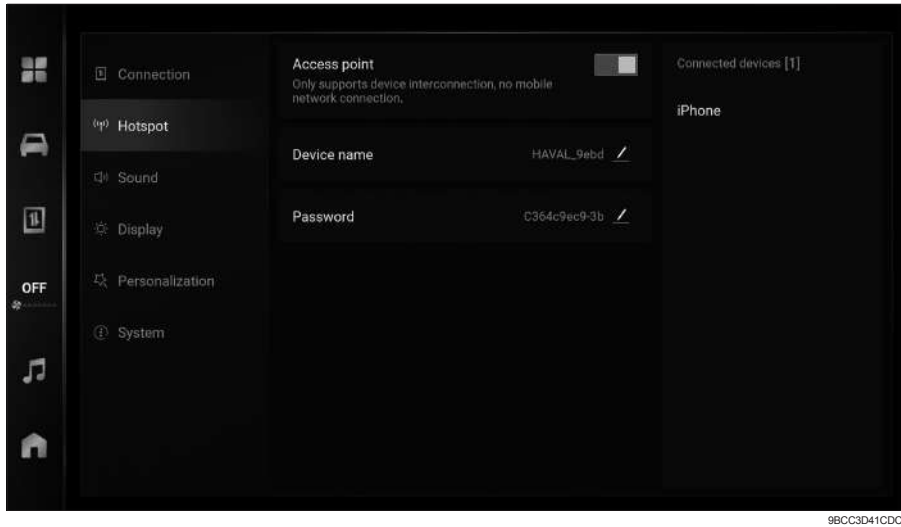 Connection
Hotspot
Sound
Display
Personalization
System
OFF
Access point
Only supports device interconnection, no mobile
network connection.
Device name
HAVAL_9ebd
Password
C364c9ec9-3b
Connected devices [1]
iPhone
9BCC3D41CDC